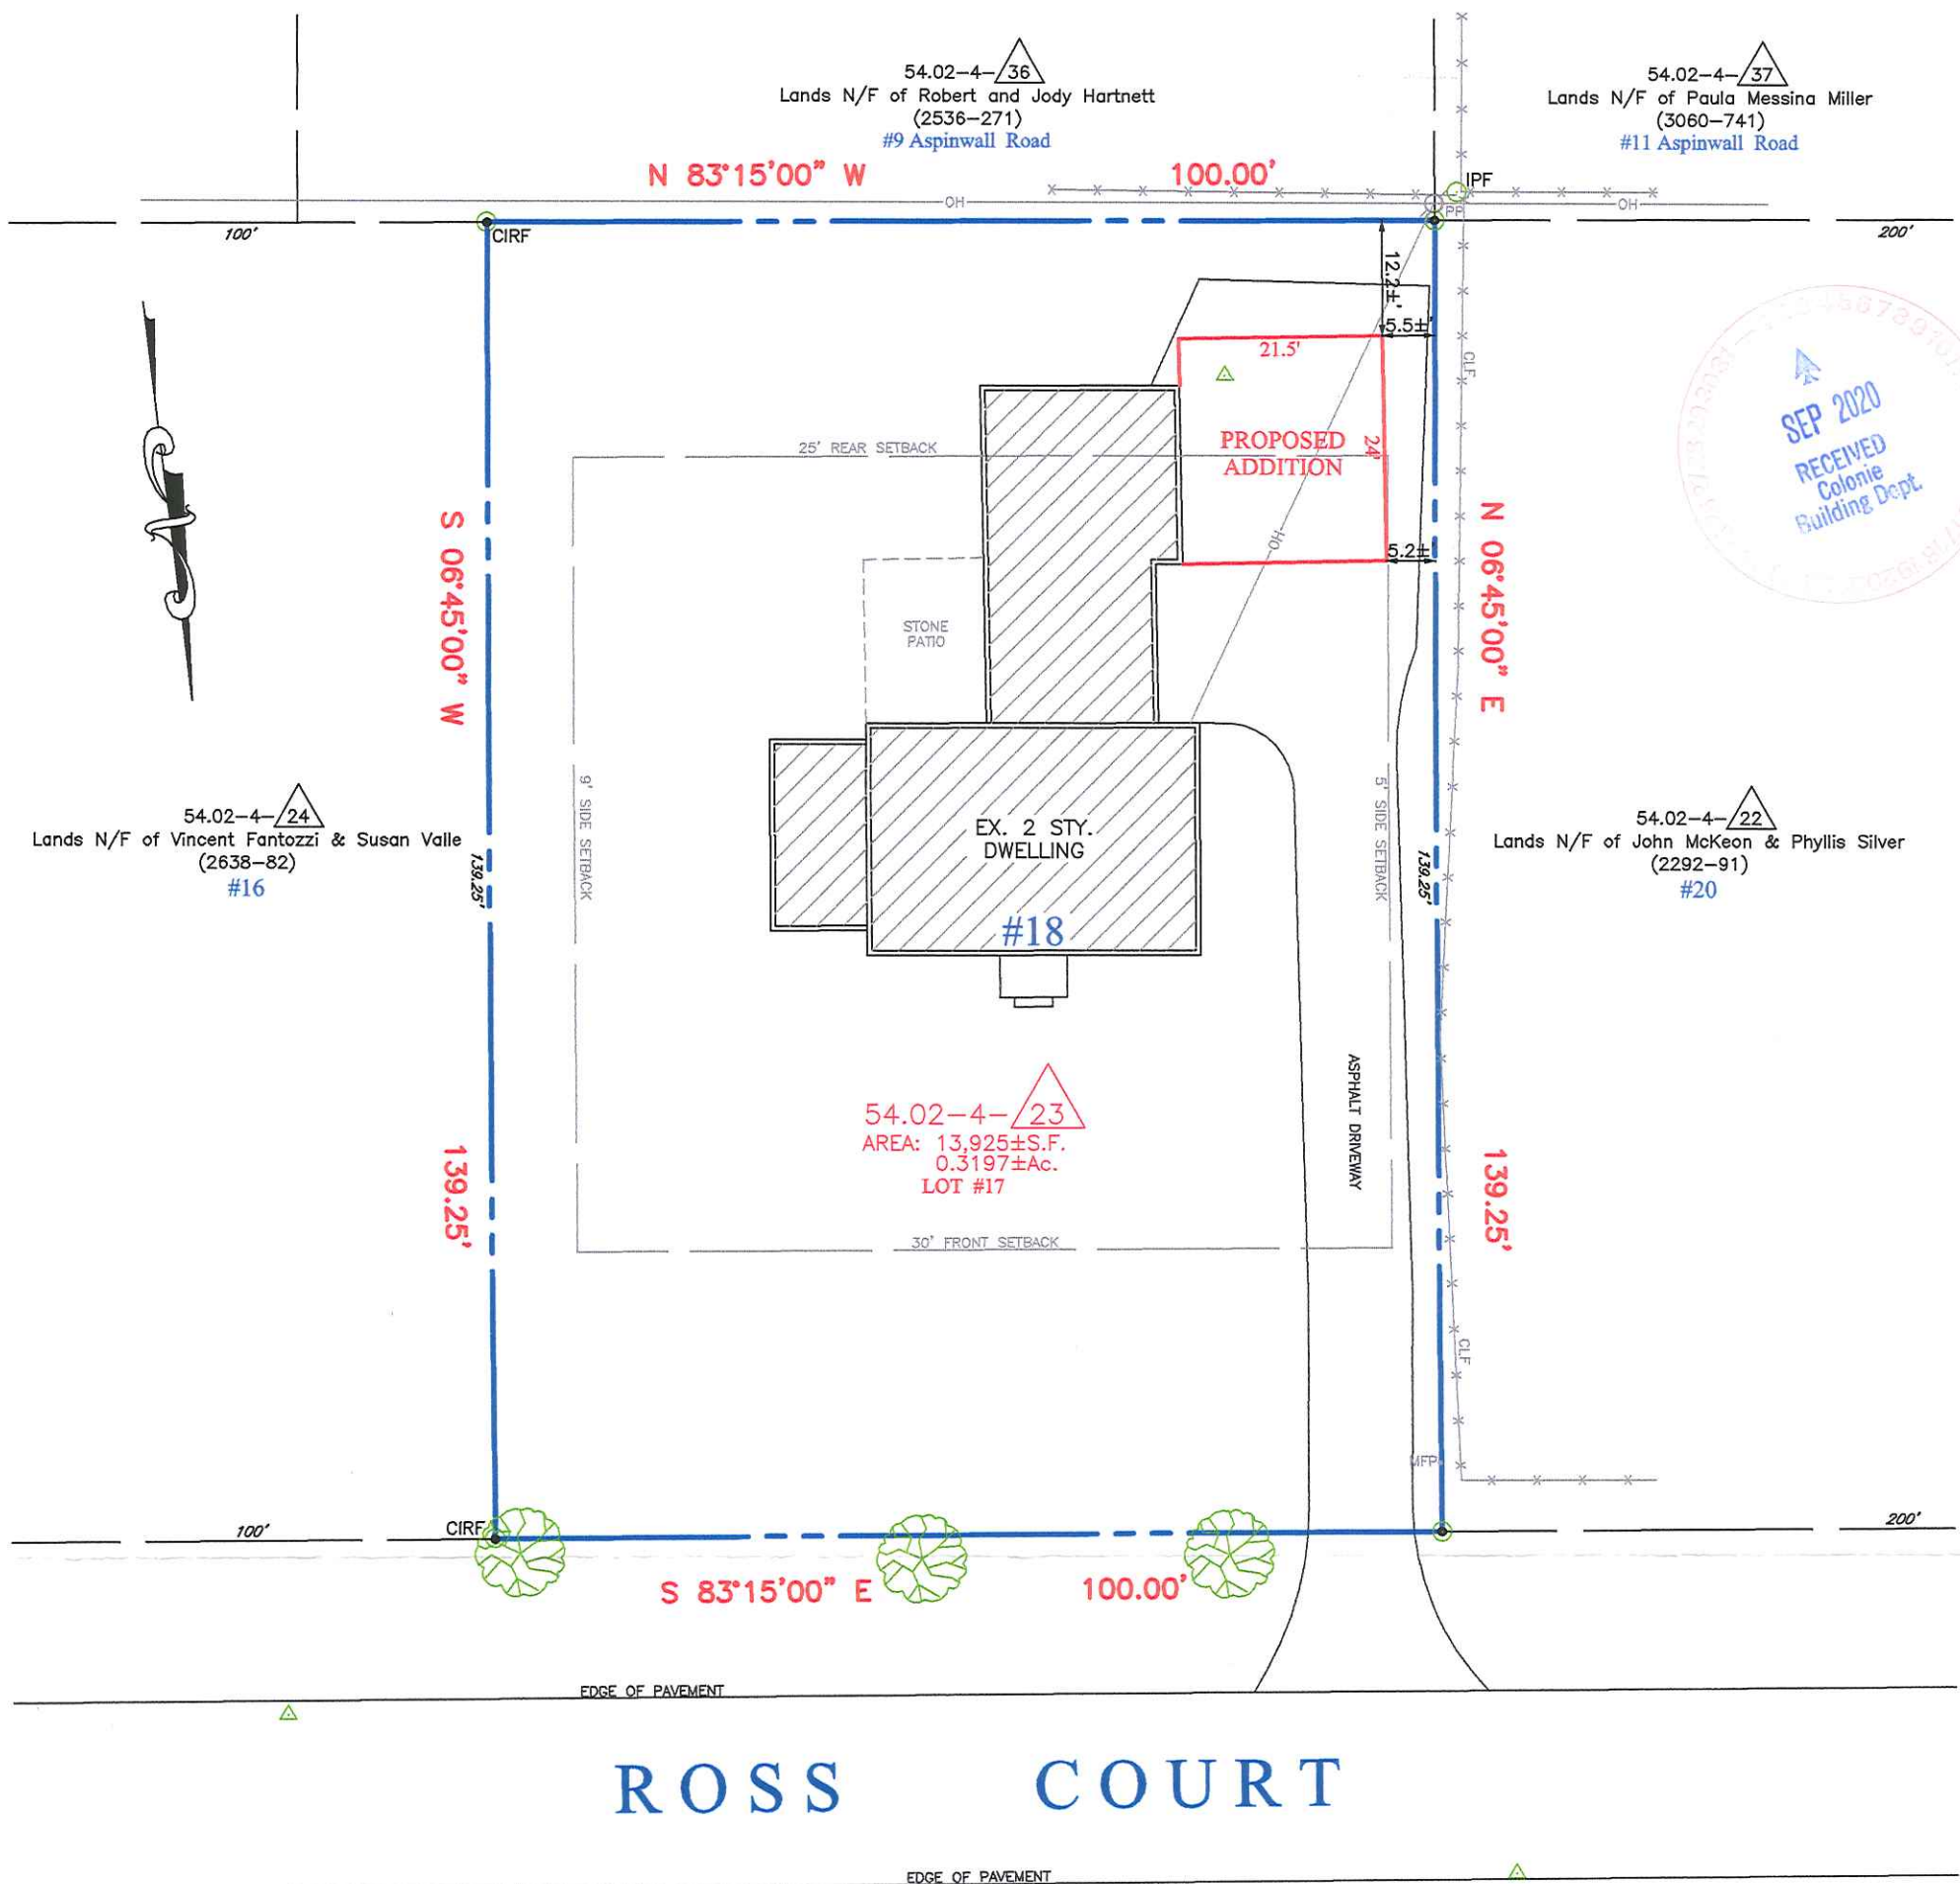 54.02-4-36
Lands N/F of Robert and Jody Hartnett
(2536-271)
#9 Aspinwall Road
54.02-4-37
Lands N/F of Paula Messina Miller
(3060-741)
#11 Aspinwall Road
N 83°15'00" W
100.00'
IPF
OH
PP
OH
100'
CIRF
200'
12.2±'
5.5±'
21.5'
CLF
SEP 2020
RECEIVED
Colonie
Building Dept.
25' REAR SETBACK
PROPOSED
ADDITION
24'
OH
5.2±'
S 06°45'00" W
N 06°45'00" E
STONE
PATIO
9' SIDE SETBACK
5' SIDE SETBACK
54.02-4-24
Lands N/F of Vincent Fantozzi & Susan Valle
(2638-82)
#16
139.25'
EX. 2 STY.
DWELLING
#18
139.25'
54.02-4-22
Lands N/F of John McKeon & Phyllis Silver
(2292-91)
#20
54.02-4-23
AREA: 13,925±S.F.
0.3197±Ac.
LOT #17
ASPHALT DRIVEWAY
139.25'
139.25'
30' FRONT SETBACK
CLF
MFP
100'
CIRF
200'
S 83°15'00" E
100.00'
EDGE OF PAVEMENT
ROSS COURT
EDGE OF PAVEMENT